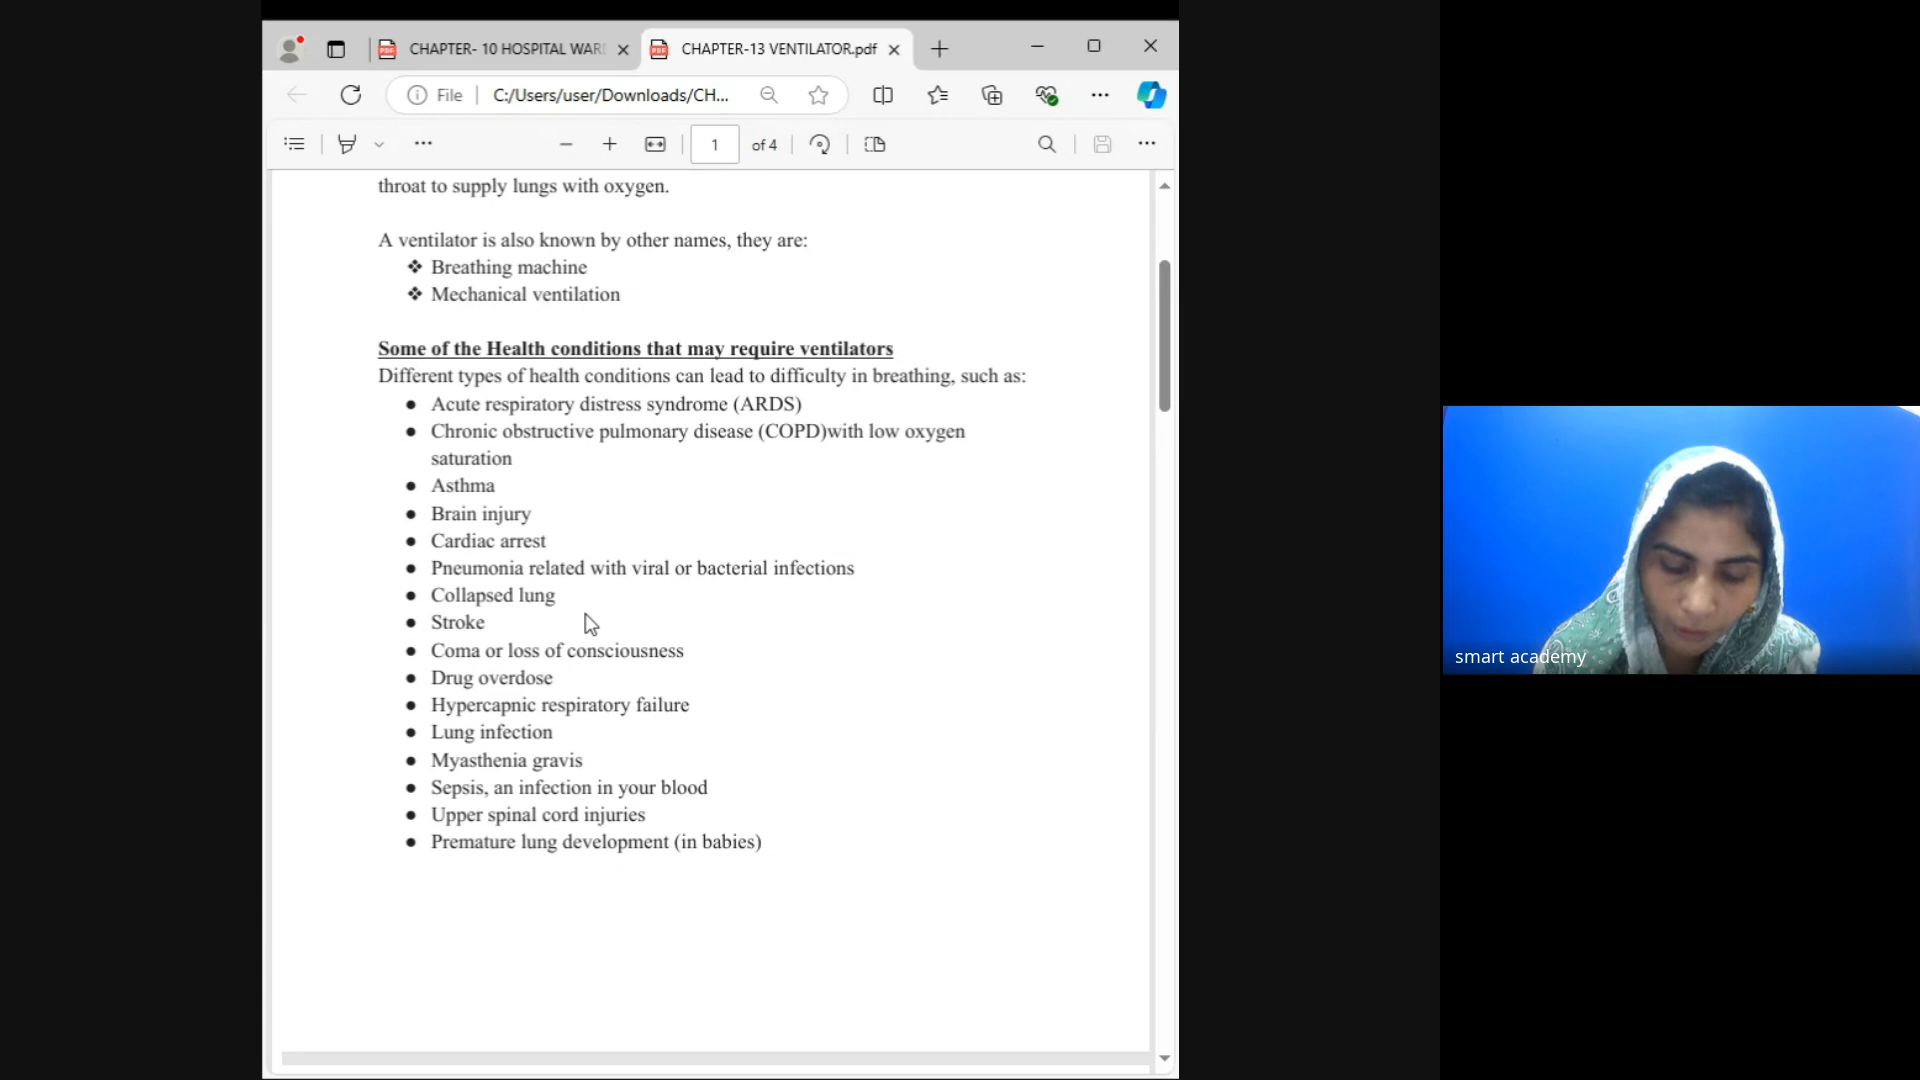 CHAPTER- 10 HOSPITAL WAR
CHAPTER-13 VENTILATOR.pdf
File
C:/Users/user/Downloads/CH...
1
of 4
throat to supply lungs with oxygen.
A ventilator is also known by other names, they are:
❖ Breathing machine
❖ Mechanical ventilation
Some of the Health conditions that may require ventilators
Different types of health conditions can lead to difficulty in breathing, such as:
● Acute respiratory distress syndrome (ARDS)
● Chronic obstructive pulmonary disease (COPD)with low oxygen
saturation
● Asthma
● Brain injury
● Cardiac arrest
● Pneumonia related with viral or bacterial infections
● Collapsed lung
● Stroke
● Coma or loss of consciousness
● Drug overdose
● Hypercapnic respiratory failure
● Lung infection
● Myasthenia gravis
● Sepsis, an infection in your blood
● Upper spinal cord injuries
● Premature lung development (in babies)
smart academy